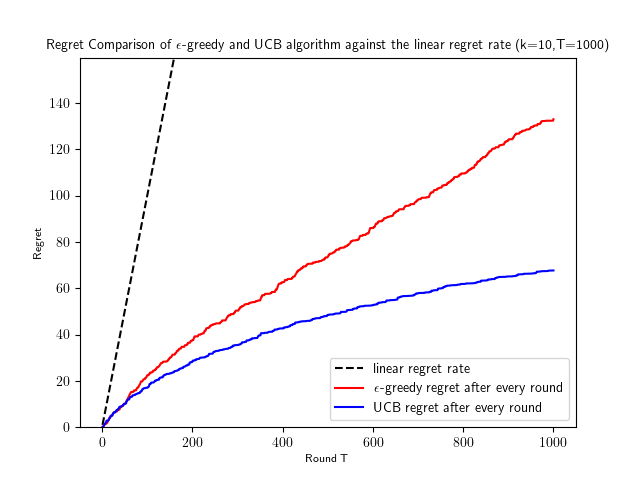 Regret Comparison of ϵ-greedy and UCB algorithm against the linear regret rate (k=10,T=1000)
140
120
100
80
60
40
20
0
Regret
linear regret rate
ϵ-greedy regret after every round
UCB regret after every round
0 200 400 600 800 1000
Round T